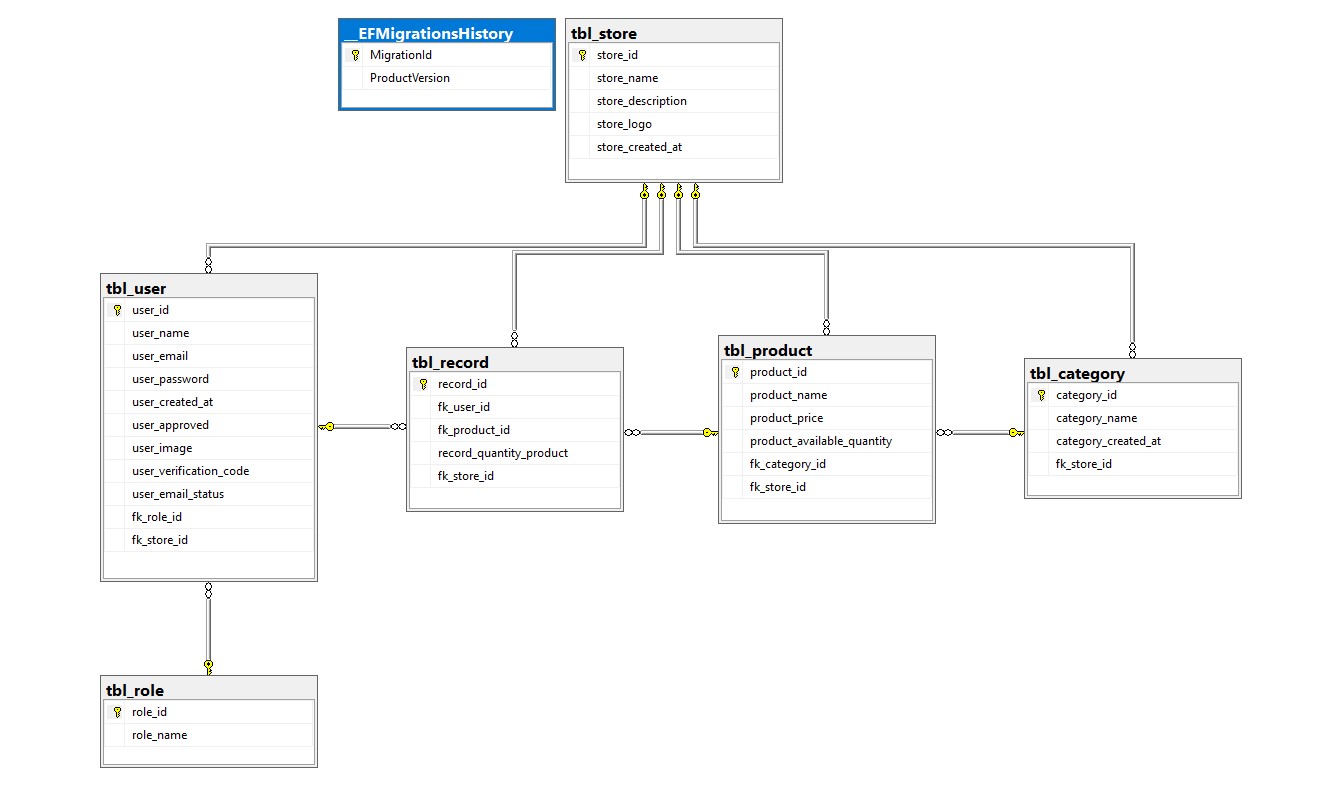 __EFMigrationsHistory
MigrationId
ProductVersion
tbl_store
store_id
store_name
store_description
store_logo
store_created_at
tbl_user
user_id
user_name
user_email
user_password
user_created_at
user_approved
user_image
user_verification_code
user_email_status
fk_role_id
fk_store_id
tbl_record
record_id
fk_user_id
fk_product_id
record_quantity_product
fk_store_id
tbl_product
product_id
product_name
product_price
product_available_quantity
fk_category_id
fk_store_id
tbl_category
category_id
category_name
category_created_at
fk_store_id
tbl_role
role_id
role_name